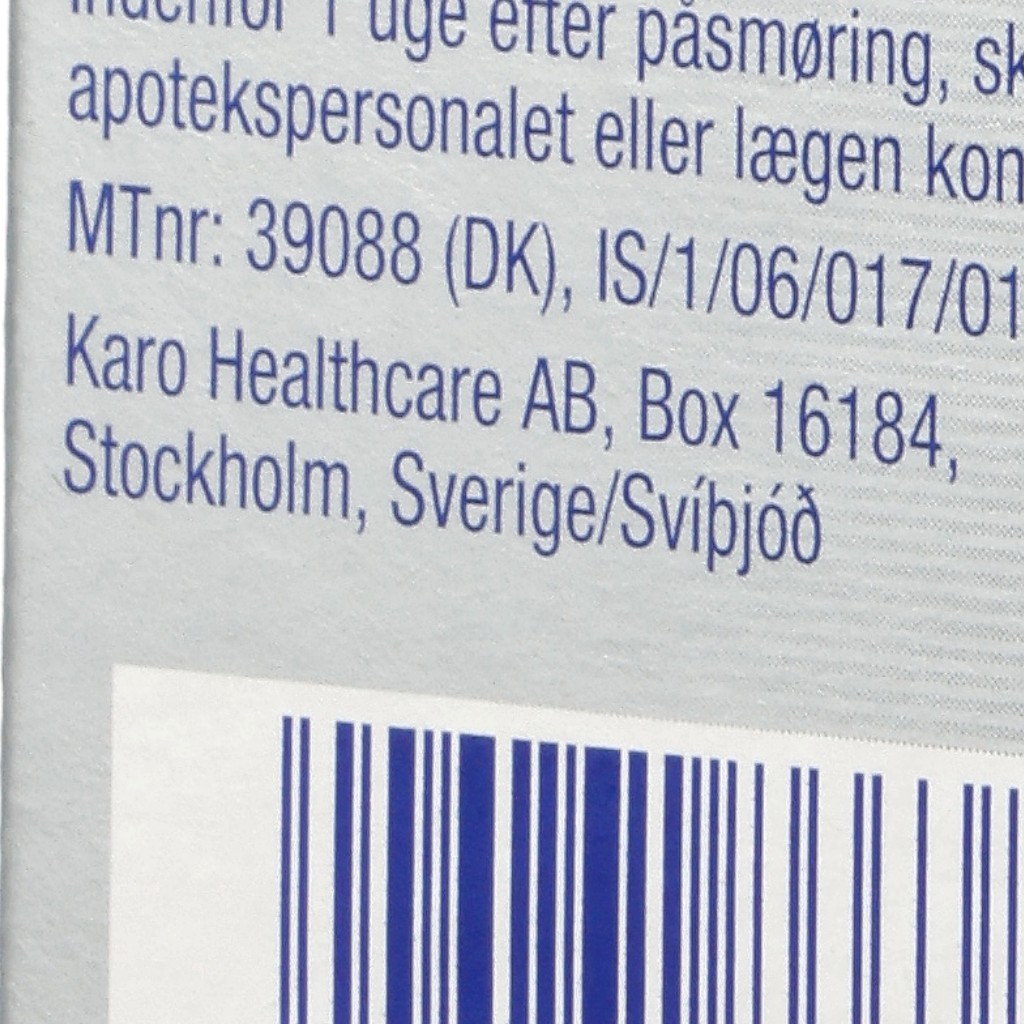 indenfor 1 uge efter påsmøring,
apotekspersonalet eller lægen
MTnr: 39088 (DK), IS/1/06/017/01
Karo Healthcare AB, Box 16184,
Stockholm, Sverige/Svíþjóð